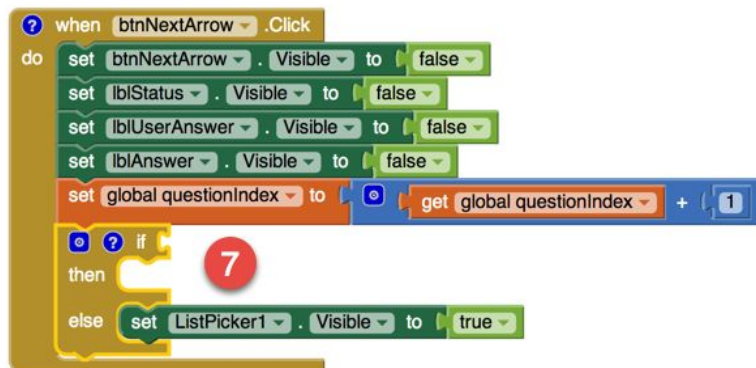 ? when btnNextArrow .Click
do set btnNextArrow . Visible to false
set lblStatus . Visible to false
set lblUserAnswer . Visible to false
set lblAnswer . Visible to false
set global questionIndex to get global questionIndex + 1
? if
then
7
else set ListPicker1 . Visible to true